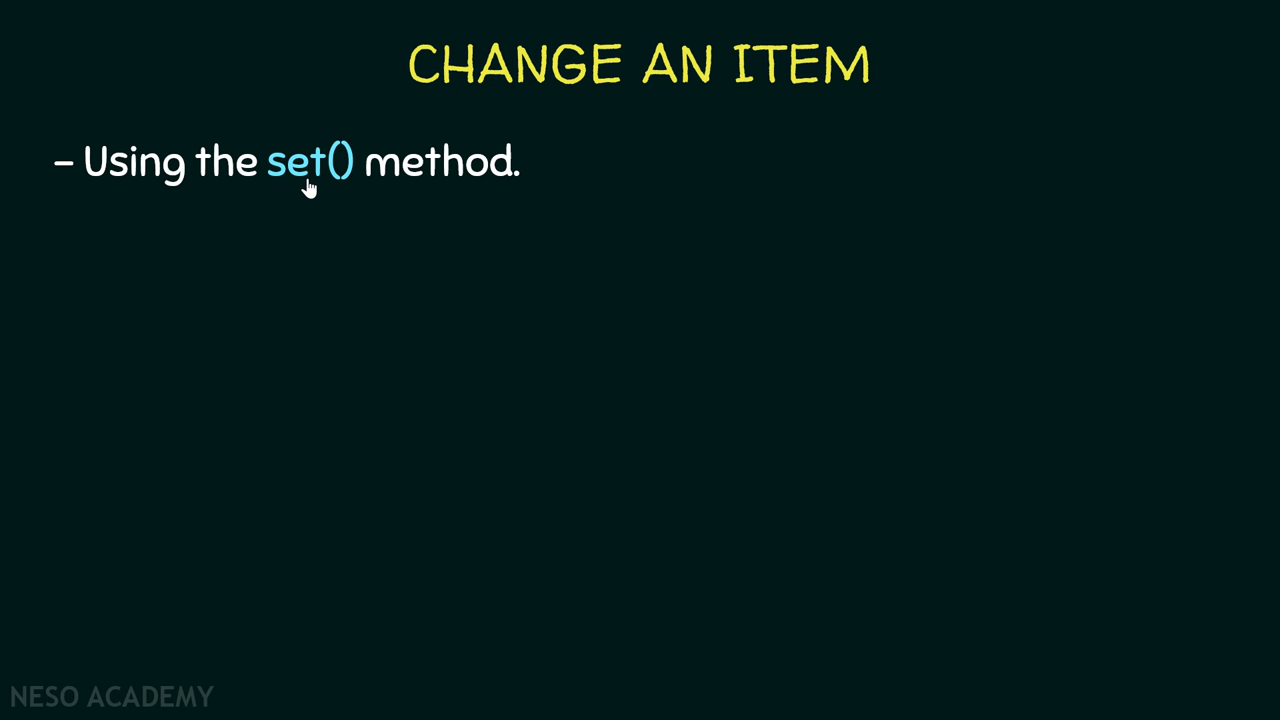 CHANGE AN ITEM
– Using the set() method.
NESO ACADEMY